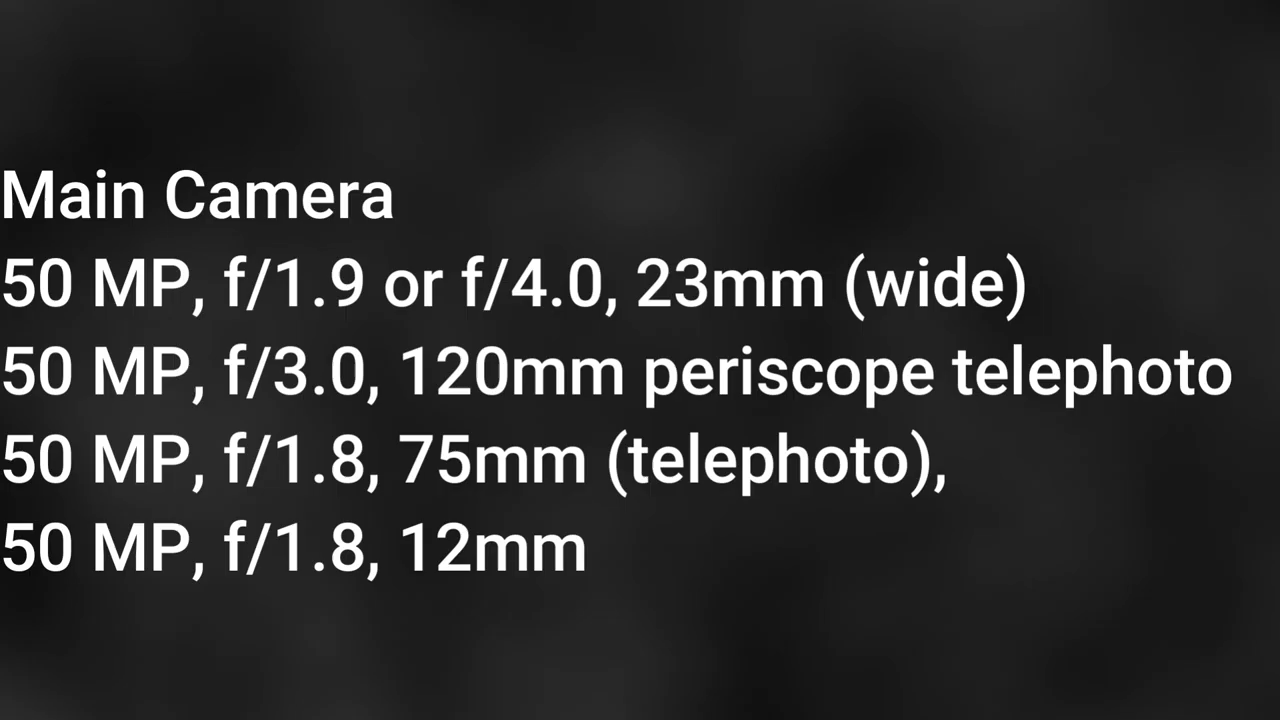 Main Camera
50 MP, f/1.9 or f/4.0, 23mm (wide)
50 MP, f/3.0, 120mm periscope telephoto
50 MP, f/1.8, 75mm (telephoto),
50 MP, f/1.8, 12mm